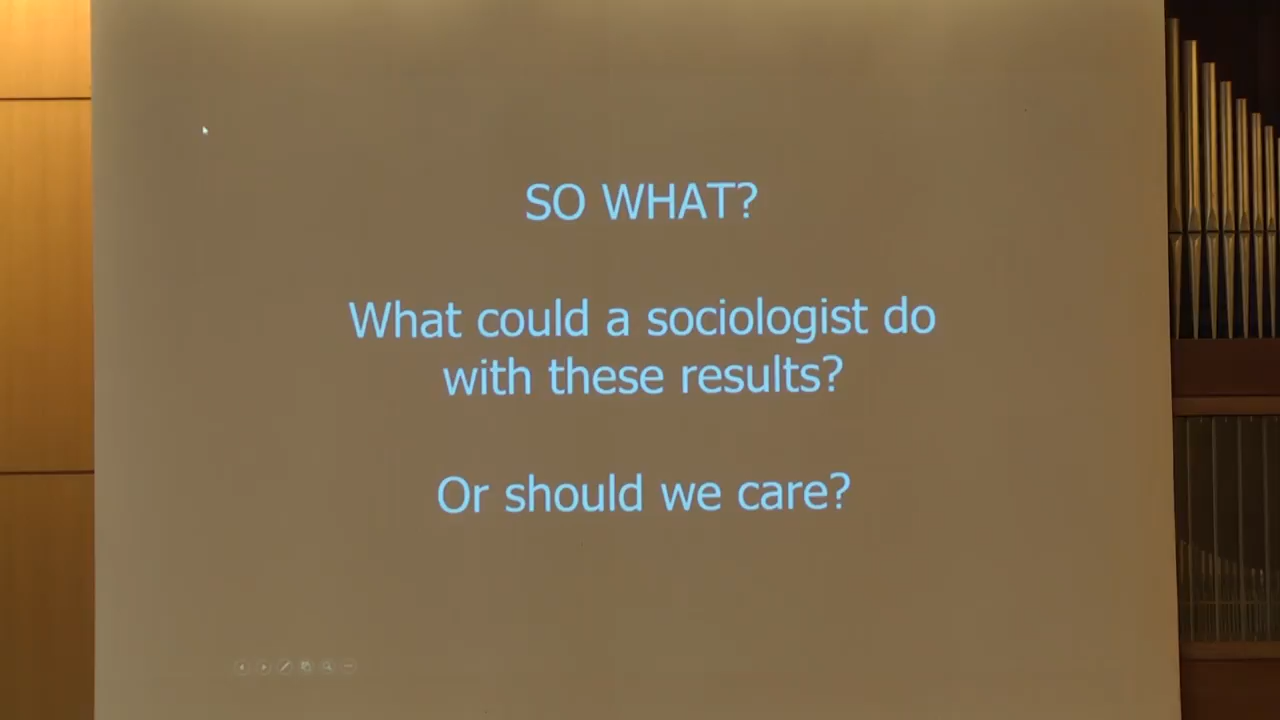 SO WHAT?
What could a sociologist do
with these results?
Or should we care?